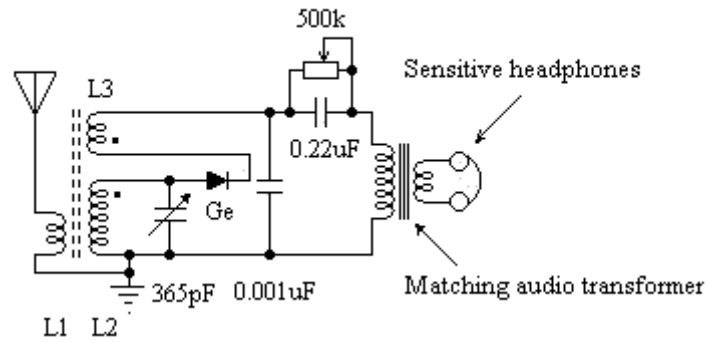 500k
Sensitive headphones
L3
0.22uF
Ge
365pF
0.001uF
Matching audio transformer
L1
L2